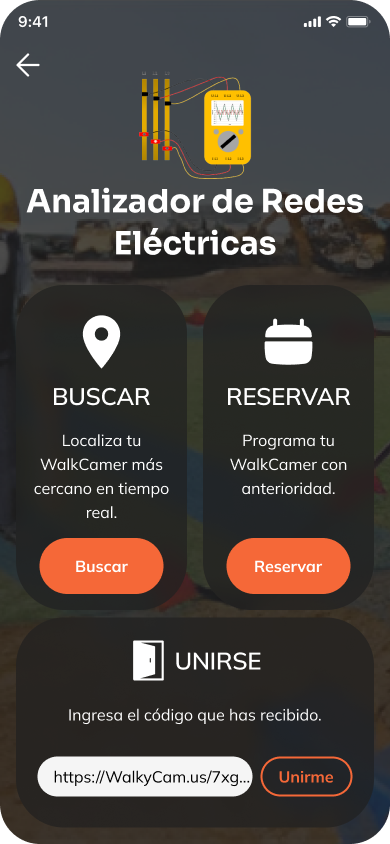 9:41
Analizador de Redes
Eléctricas
BUSCAR
Localiza tu
WalkCamer más
cercano en tiempo
real.
Buscar
RESERVAR
Programa tu
WalkCamer con
anterioridad.
Reservar
UNIRSE
Ingresa el código que has recibido.
https://WalkyCam.us/7xg...
Unirme